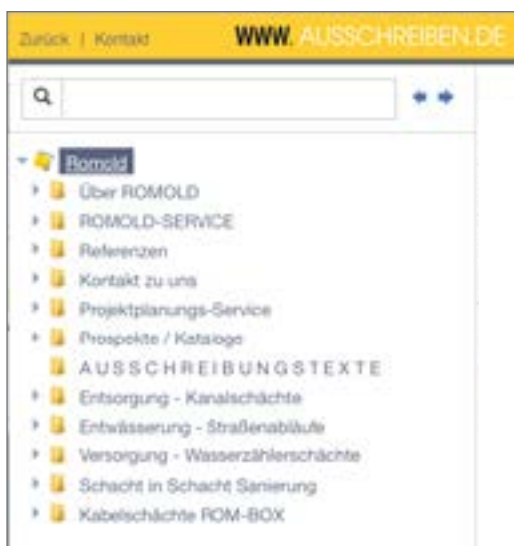 Zurück | Kontakt WWW. AUSSCHREIBEN.DE
Romold
Über ROMOLD
ROMOLD-SERVICE
Referenzen
Kontakt zu uns
Projektplanungs-Service
Prospekte / Kataloge
A U S S C H R E I B U N G S T E X T E
Entsorgung - Kanalschächte
Entwässerung - Straßenabläufe
Versorgung - Wasserzählerschächte
Schacht in Schacht Sanierung
Kabelschächte ROM-BOX